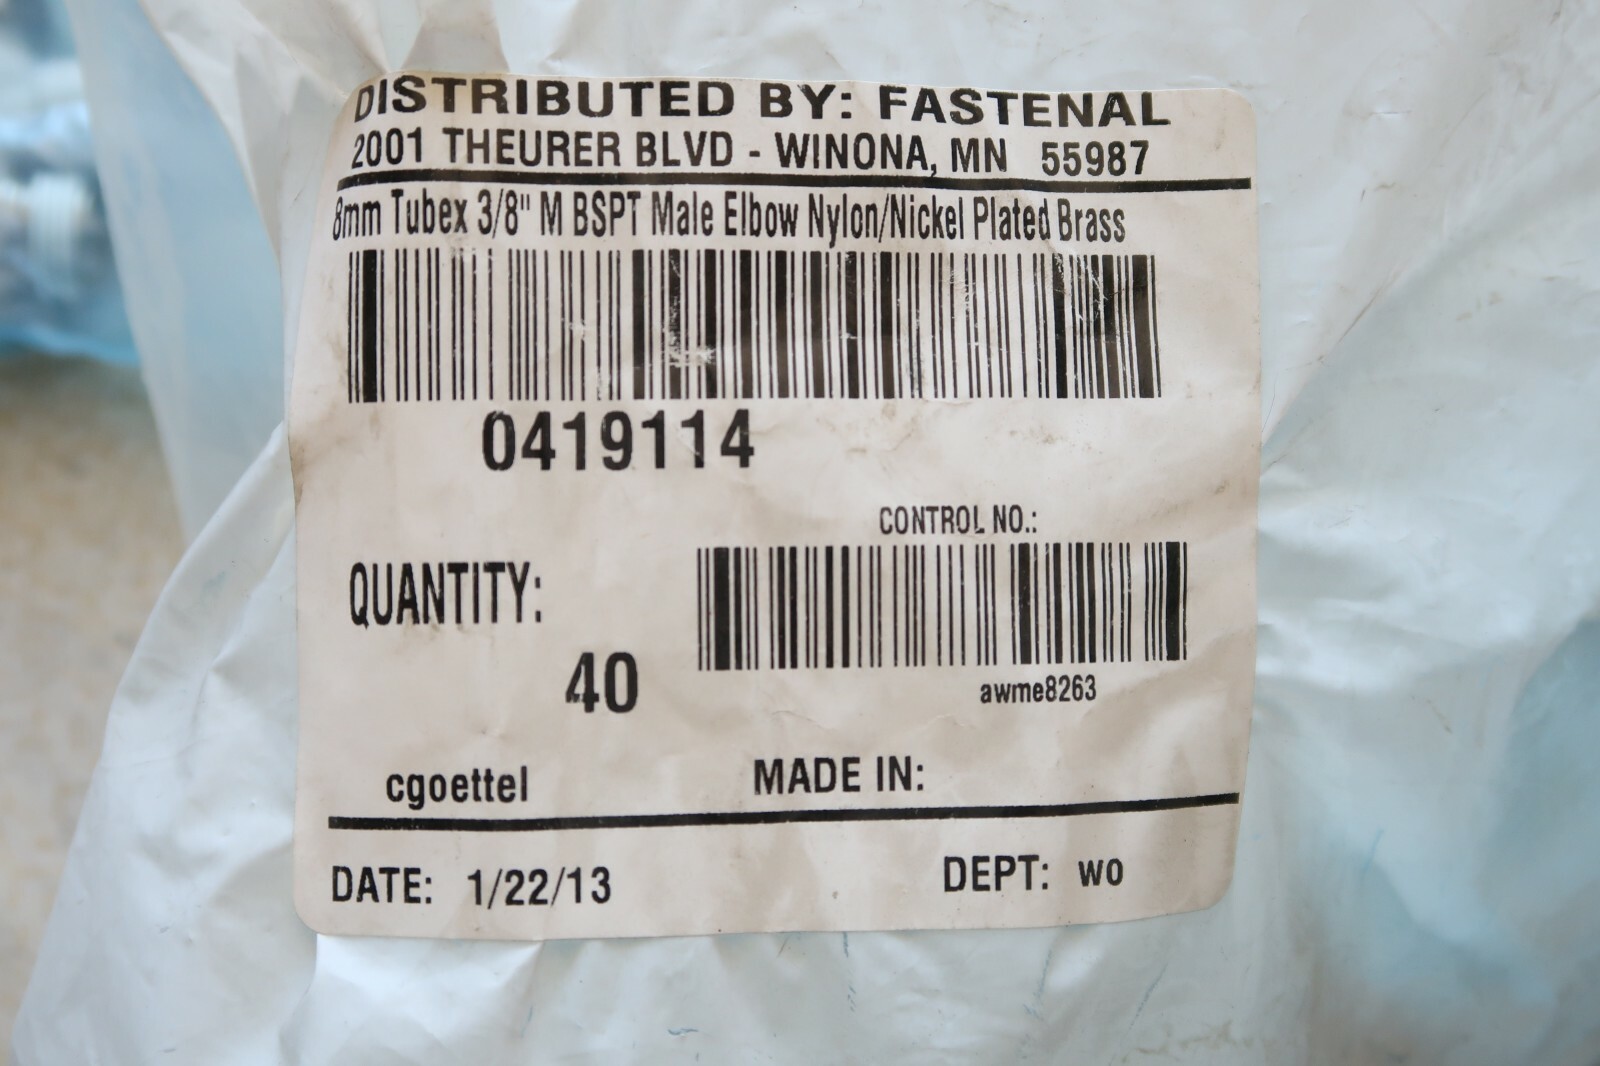 DISTRIBUTED BY: FASTENAL
2001 THEURER BLVD - WINONA, MN 55987
8mm Tubex 3/8" M BSPT Male Elbow Nylon/Nickel Plated Brass
0419114
CONTROL NO.:
QUANTITY:
40
awme8263
cgoettel MADE IN:
DATE: 1/22/13 DEPT: wo